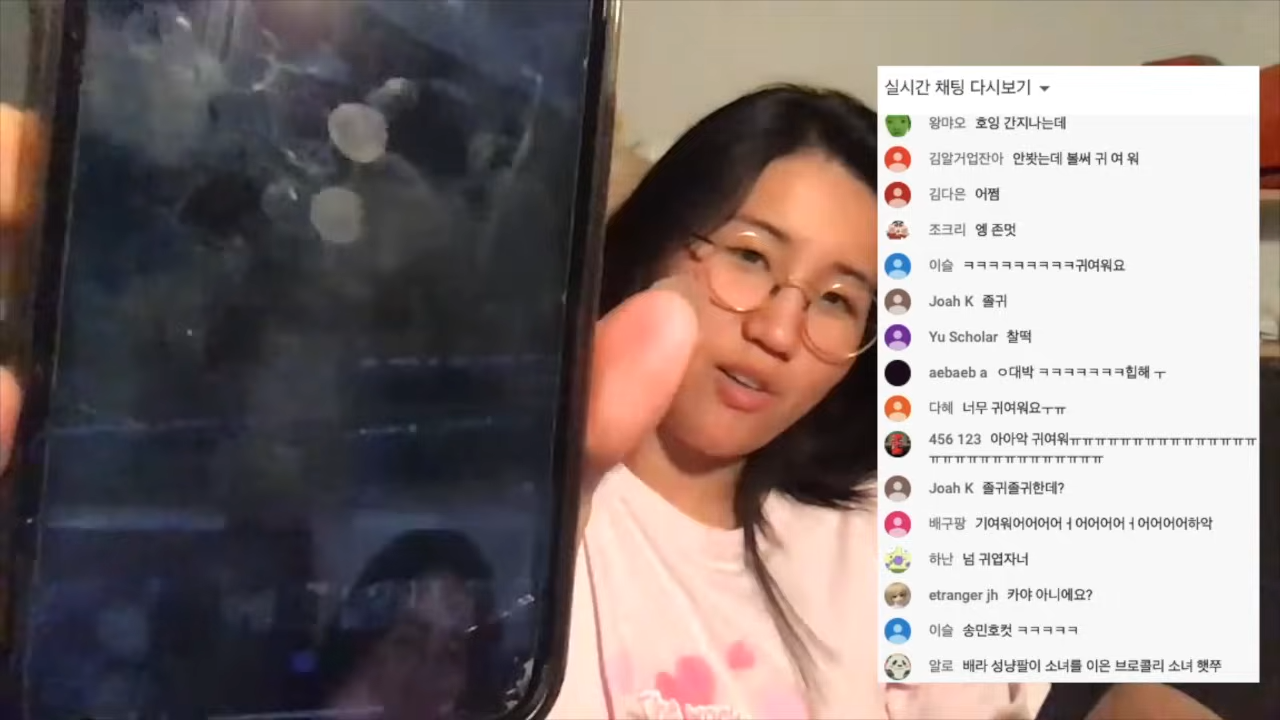 실시간 채팅 다시보기
왕먀오 호잉 간지나는데
김알거업잔아 안봣는데 볼써 귀 여 워
김다은 어쩜
조크리 엥 존멋
이슬 ㅋㅋㅋㅋㅋㅋㅋㅋㅋ귀여워요
Joah K 졸귀
Yu Scholar 찰떡
aebaeb a ㅇ대박 ㅋㅋㅋㅋㅋㅋㅋ힙해 ㅜ
다혜 너무 귀여워요ㅜㅠ
456 123 아아악 귀여워ㅠㅠㅠㅠㅠㅠㅠㅠㅠㅠㅠㅠㅠㅠㅠ
ㅠㅠㅠㅠㅠㅠㅠㅠㅠㅠㅠㅠㅠㅠ
Joah K 졸귀졸귀한데?
배구팡 기여워어어어어ㅓ어어어어ㅓ어어어어하악
하난 넘 귀엽자너
etranger jh 카야 아니에요?
이슬 송민호컷 ㅋㅋㅋㅋㅋ
알로 배라 성냥팔이 소녀를 이은 브로콜리 소녀 햇쭈